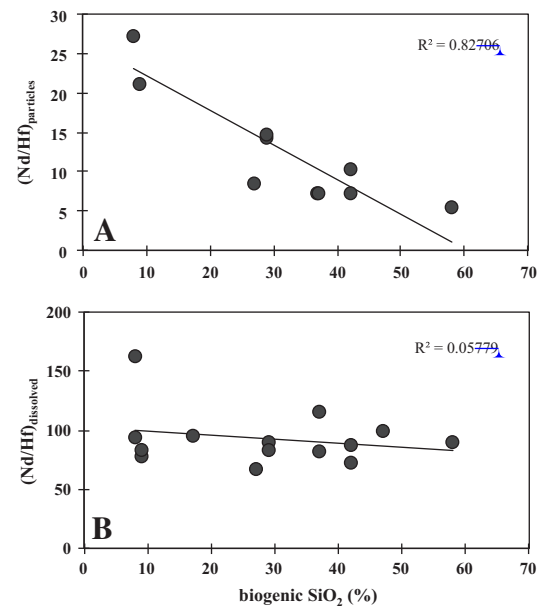 30
25
20
15
10
5
0
(Nd/Hf)particles
R² = 0.82706
A
0 10 20 30 40 50 60 70
200
150
100
50
0
(Nd/Hf)dissolved
R² = 0.05779
B
0 10 20 30 40 50 60 70
biogenic SiO₂ (%)